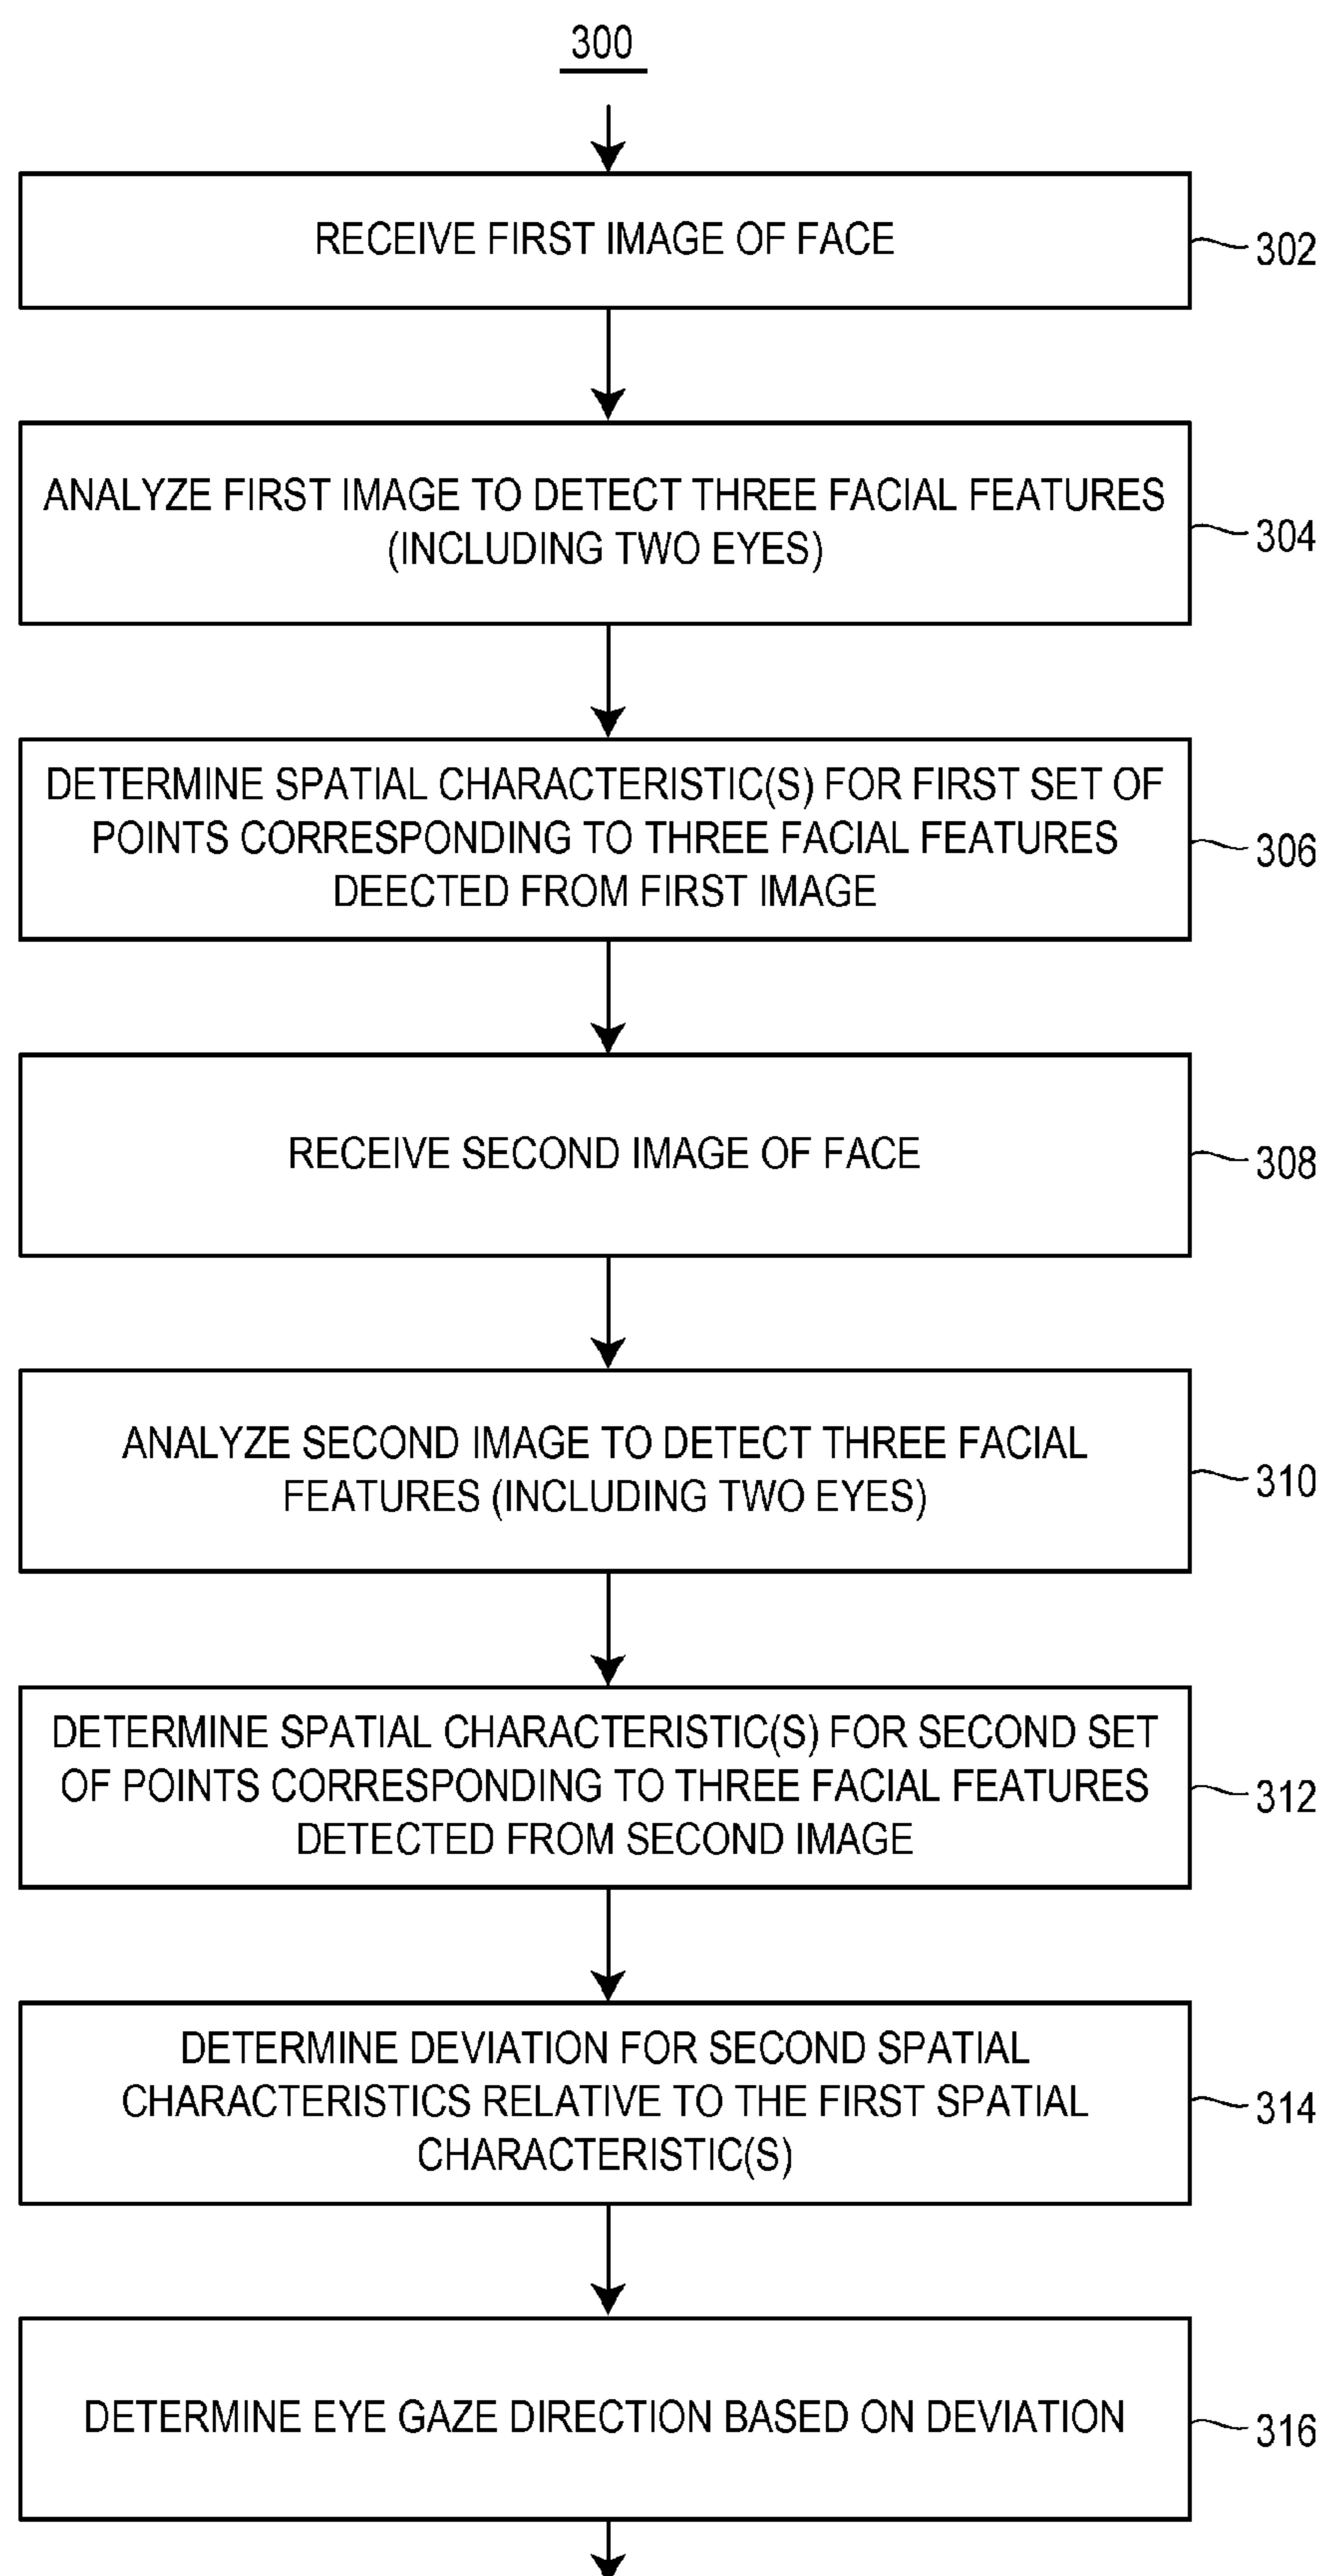 300
RECEIVE FIRST IMAGE OF FACE
302
ANALYZE FIRST IMAGE TO DETECT THREE FACIAL FEATURES
(INCLUDING TWO EYES)
304
DETERMINE SPATIAL CHARACTERISTIC(S) FOR FIRST SET OF
POINTS CORRESPONDING TO THREE FACIAL FEATURES
DEECTED FROM FIRST IMAGE
306
RECEIVE SECOND IMAGE OF FACE
308
ANALYZE SECOND IMAGE TO DETECT THREE FACIAL
FEATURES (INCLUDING TWO EYES)
310
DETERMINE SPATIAL CHARACTERISTIC(S) FOR SECOND SET
OF POINTS CORRESPONDING TO THREE FACIAL FEATURES
DETECTED FROM SECOND IMAGE
312
DETERMINE DEVIATION FOR SECOND SPATIAL
CHARACTERISTICS RELATIVE TO THE FIRST SPATIAL
CHARACTERISTIC(S)
314
DETERMINE EYE GAZE DIRECTION BASED ON DEVIATION
316